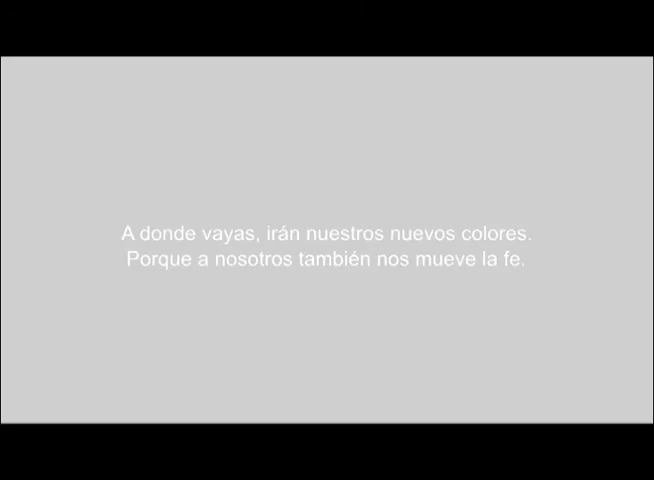 A donde vayas, irán nuestros nuevos colores.
Porque a nosotros también nos mueve la fe.